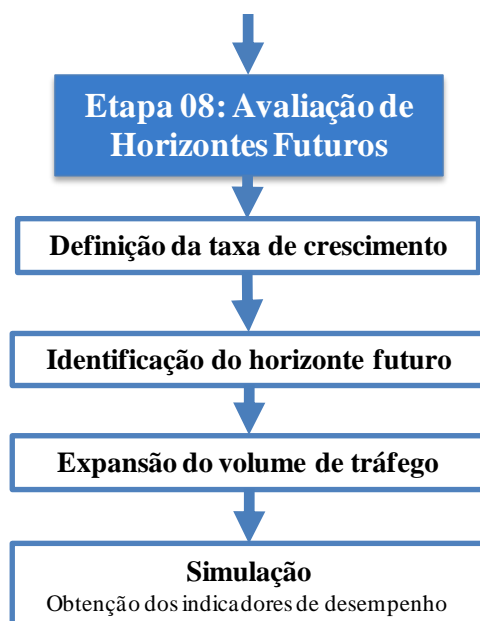 Etapa 08: Avaliação de
Horizontes Futuros
Definição da taxa de crescimento
Identificação do horizonte futuro
Expansão do volume de tráfego
Simulação
Obtenção dos indicadores de desempenho